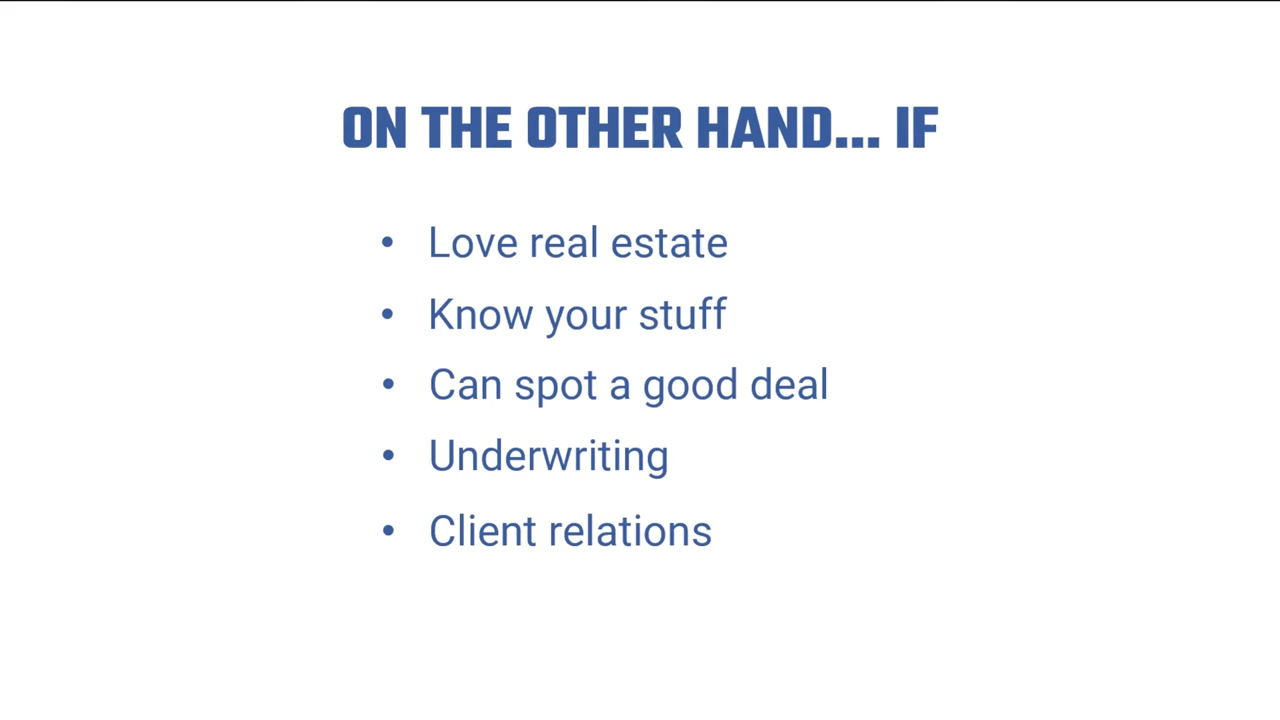 ON THE OTHER HAND... IF
• Love real estate
• Know your stuff
• Can spot a good deal
• Underwriting
• Client relations